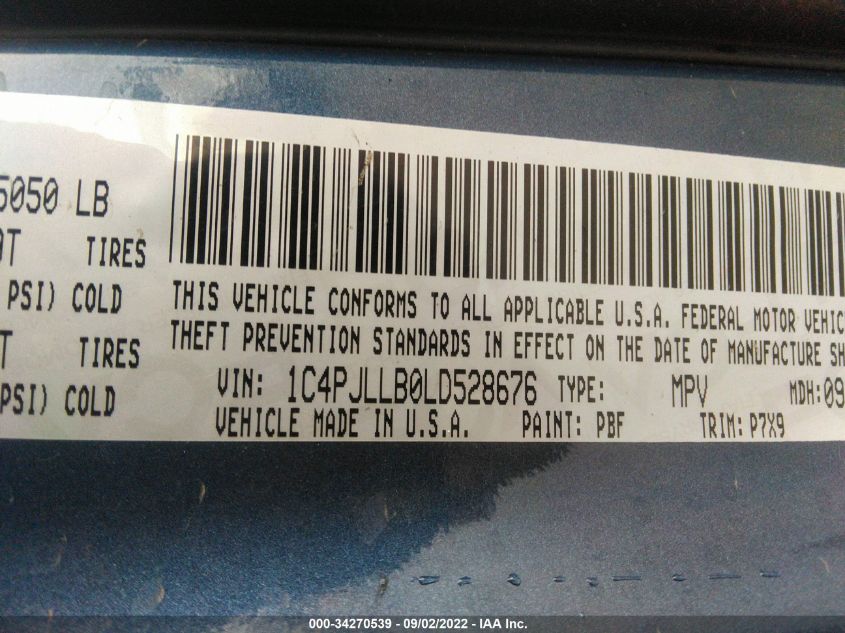 5050 LB
TIRES
PSI) COLD
TIRES
PSI) COLD
THIS VEHICLE CONFORMS TO ALL APPLICABLE U.S.A. FEDERAL MOTOR VEHIC
THEFT PREVENTION STANDARDS IN EFFECT ON THE DATE OF MANUFACTURE SH
VIN: 1C4PJLLB0LD528676 TYPE: MPV MDH:09
VEHICLE MADE IN U.S.A. PAINT: PBF TRIM: P7X9
000-34270539 - 09/02/2022 - IAA Inc.